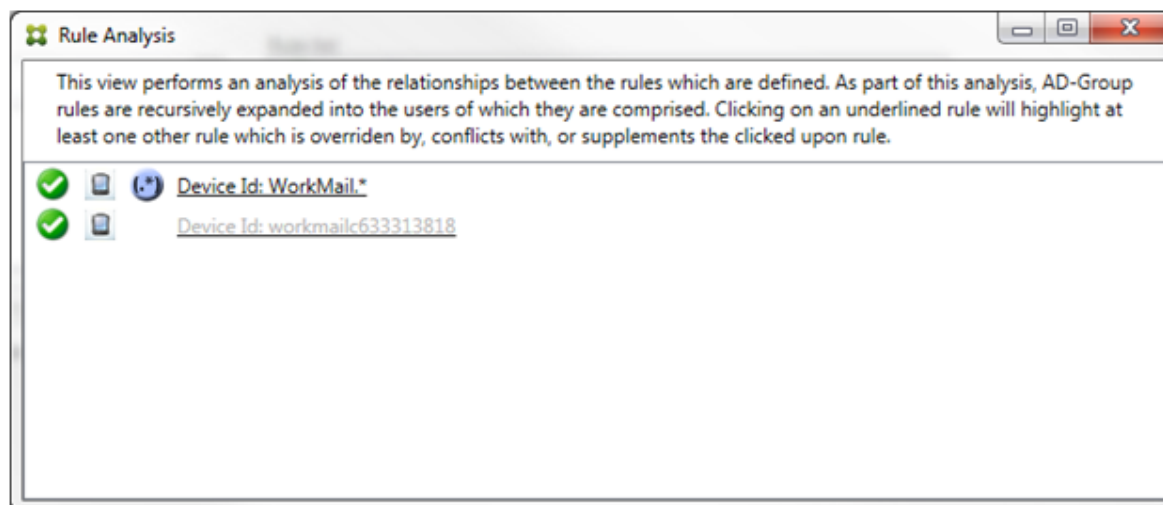 Rule Analysis
This view performs an analysis of the relationships between the rules which are defined. As part of this analysis, AD-Group
rules are recursively expanded into the users of which they are comprised. Clicking on an underlined rule will highlight at
least one other rule which is overriden by, conflicts with, or supplements the clicked upon rule.
(.*) Device Id: WorkMail.*
Device Id: workmailc633313818